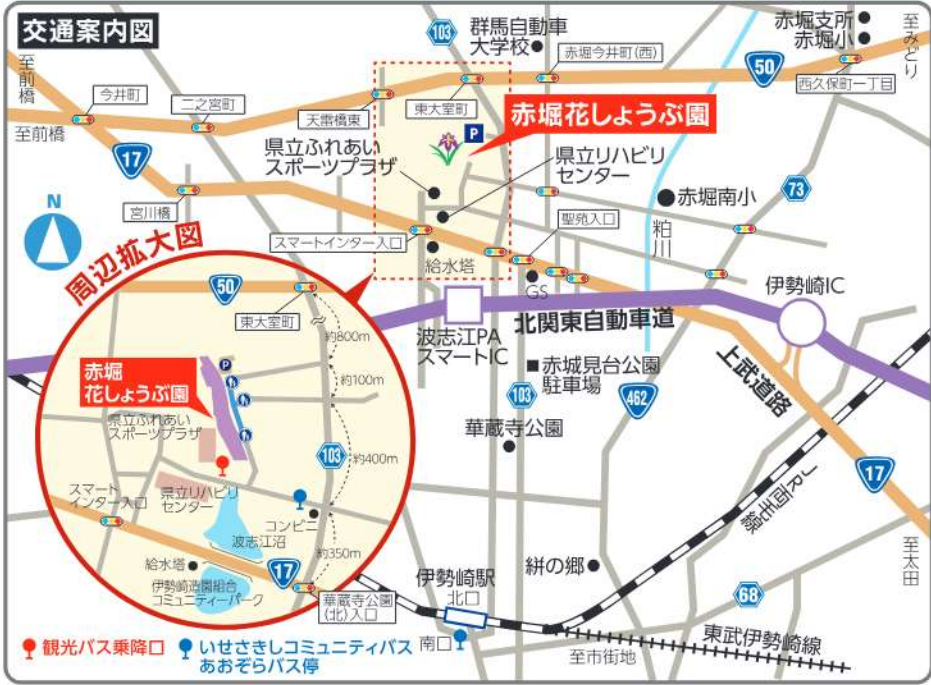 交通案内図
103
群馬自動車
大学校
赤堀支所
赤堀小
至みどり
至前橋
赤堀今井町(西)
50
今井町
二之宮町
天雷橋東
東大室町
西久保町一丁目
至前橋
17
赤堀花しょうぶ園
P
県立ふれあい
スポーツプラザ
県立リハビリ
センター
赤堀南小
73
宮川橋
N
スマートインター入口
聖苑入口
粕川
給水塔
GS
周辺拡大図
伊勢崎IC
50
東大室町
約800m
波志江PA
スマートIC
北関東自動車道
上武道路
赤堀
花しょうぶ園
P
約100m
赤城見台公園
駐車場
103
462
県立ふれあい
スポーツプラザ
103
約400m
華蔵寺公園
17
JR両毛線
スマート
インター入口
県立リハビリ
センター
コンビニ
波志江沼
約350m
給水塔
17
伊勢崎造園組合
コミュニティーパーク
華蔵寺公園
(北)入口
伊勢崎駅
北口
絣の郷
至太田
68
南口
東武伊勢崎線
至市街地
観光バス乗降口
いせさきしコミュニティバス
あおぞらバス停